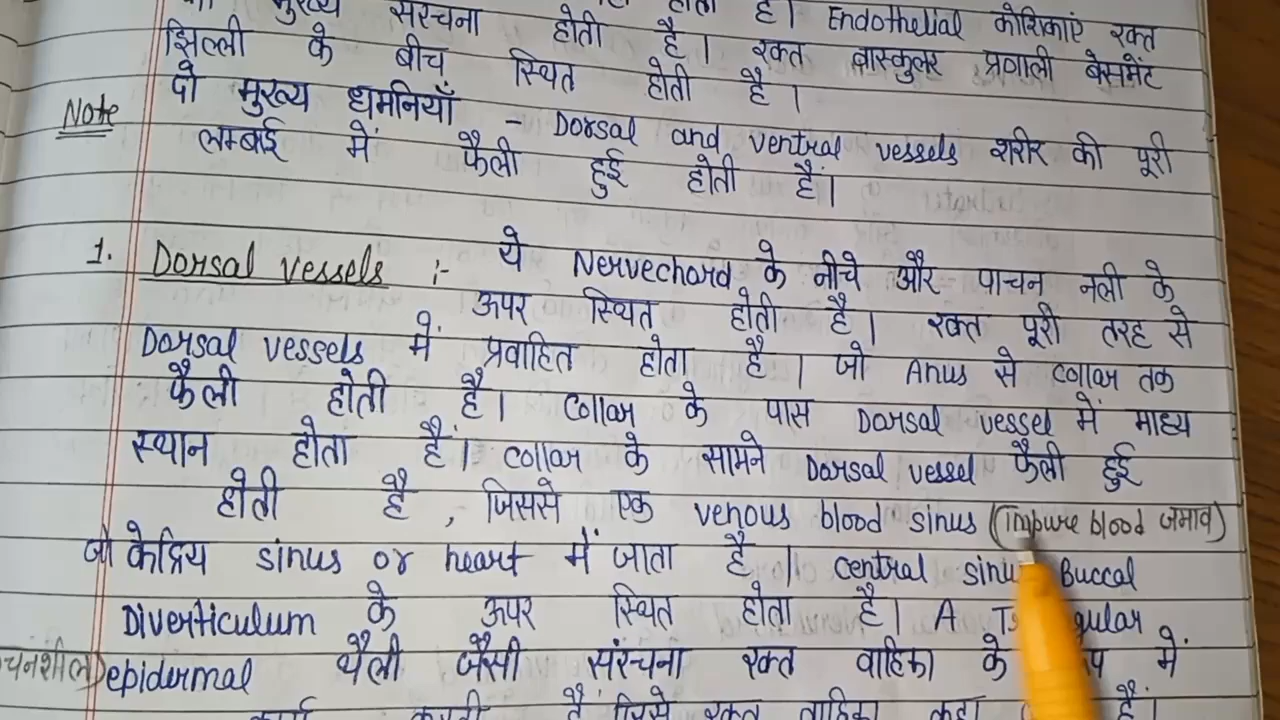 मुख्य संरचना होती है। Endothelial कोशिकाएं रक्त
झिल्ली के बीच स्थित होती है। रक्त वास्कुलर प्रणाली बेसमेंट
Note दो मुख्य धमनियाँ - Dorsal and ventral vessels शरीर की पूरी
लम्बाई में फैली हुई होती हैं।
1. Dorsal vessels :- ये Nervechord के नीचे और पाचन नली के
ऊपर स्थित होती है। रक्त पूरी तरह से
Dorsal vessels में प्रवाहित होता है। जो Anus से collar तक
फैली होती है। collar के पास Dorsal vessel में माध्य
स्थान होता है। collar के सामने Dorsal vessel फैली हुई
होती है, जिससे एक venous blood sinus (impure blood जमाव)
जो केद्रिय sinus or heart में जाता है। central Buccal
Diverticulum के ऊपर स्थित होता है। A
epidermal थैली जैसी संरचना रक्त वाहिका के में